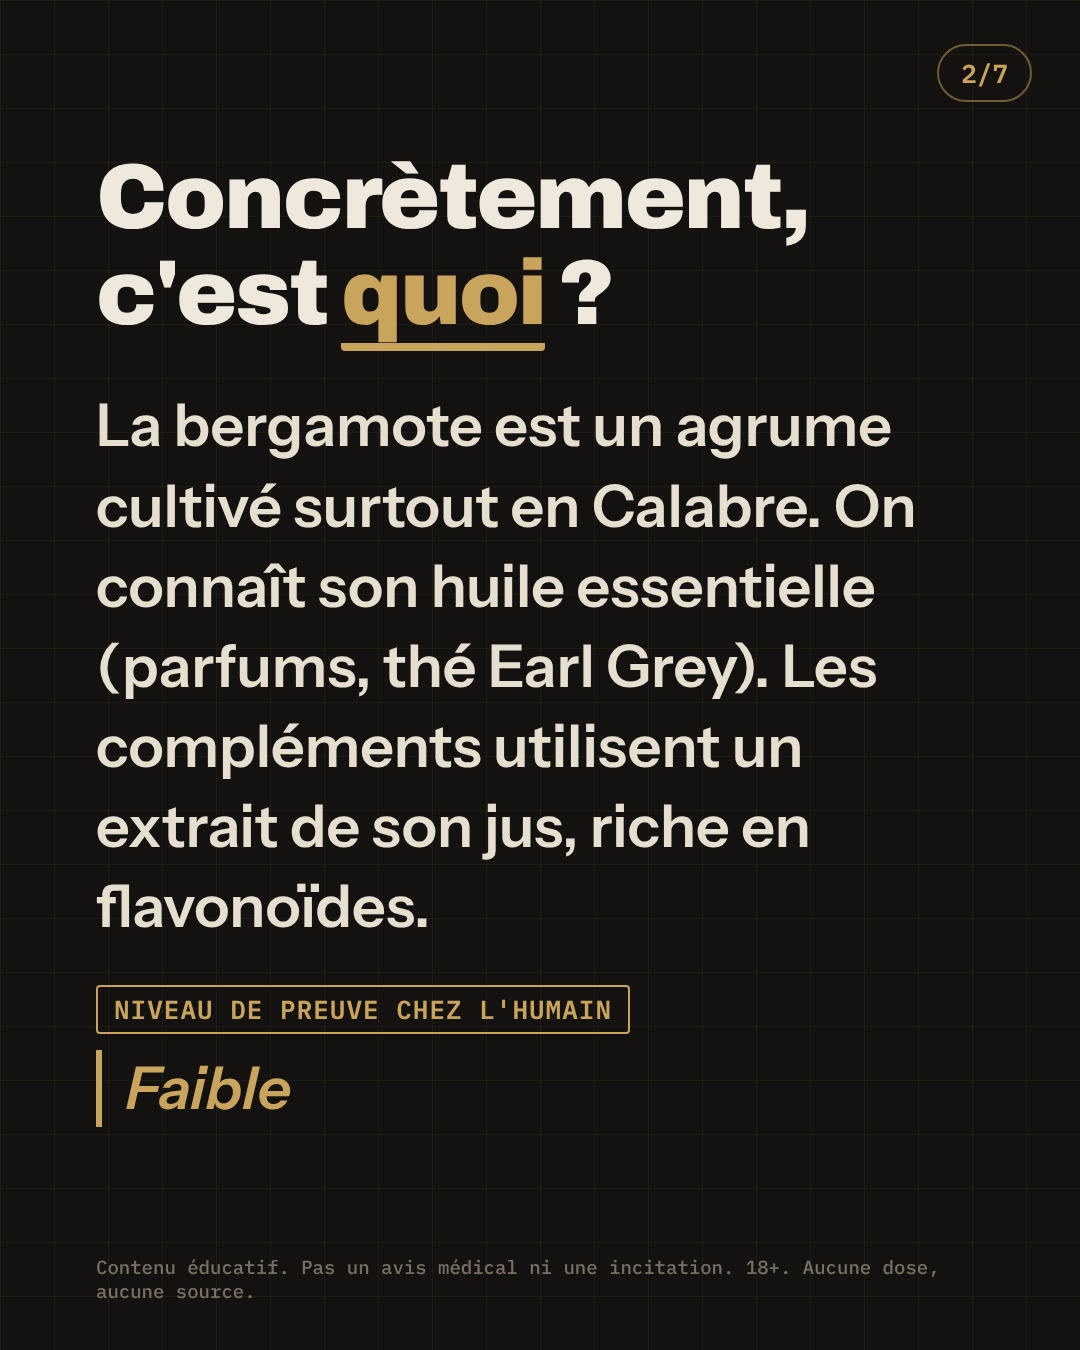 2/7
Concrètement,
c'est quoi ?
La bergamote est un agrume
cultivé surtout en Calabre. On
connaît son huile essentielle
(parfums, thé Earl Grey). Les
compléments utilisent un
extrait de son jus, riche en
flavonoïdes.
NIVEAU DE PREUVE CHEZ L'HUMAIN
Faible
Contenu éducatif. Pas un avis médical ni une incitation. 18+. Aucune dose,
aucune source.